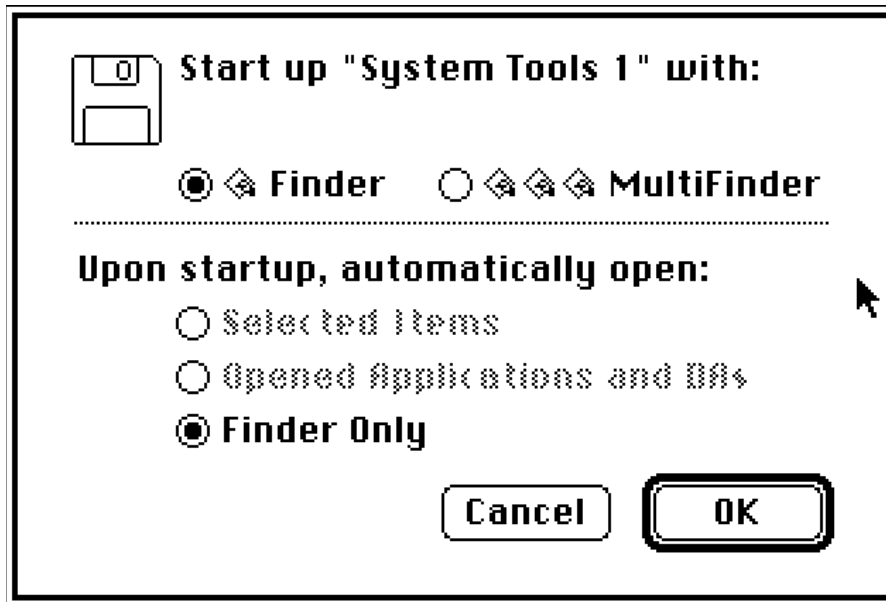 Start up "System Tools 1" with:
Finder MultiFinder
Upon startup, automatically open:
Selected Items
Opened Applications and DAs
Finder Only
Cancel OK